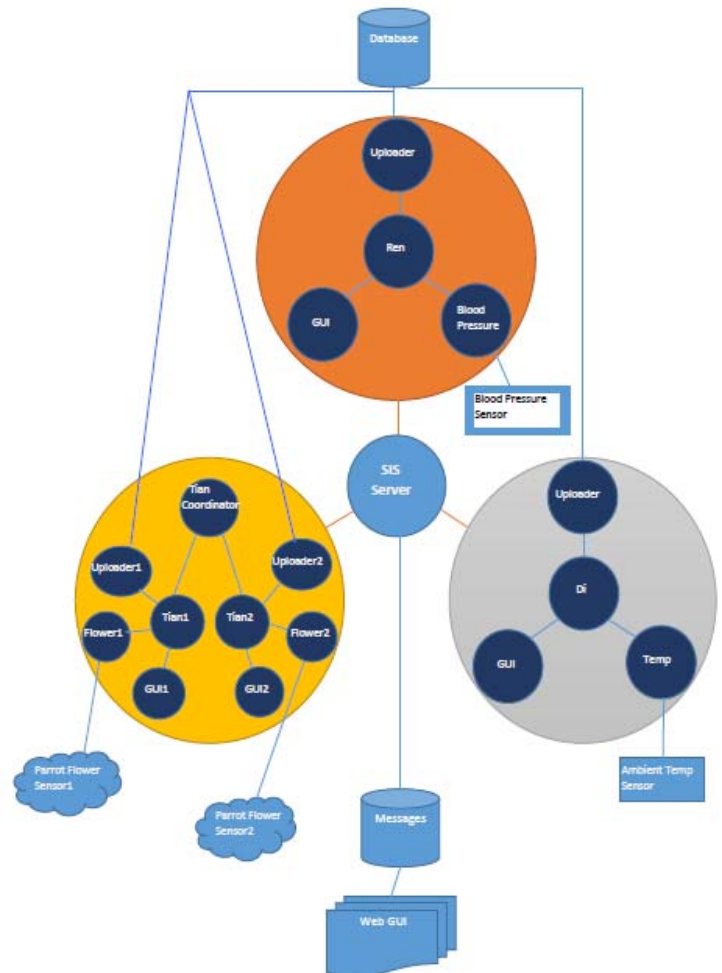 Database
Uploader
Ren
GUI
Blood
Pressure
Blood Pressure
Sensor
SIS
Server
Tian
Coordinator
Uploader1
Uploader2
Tian1
Tian2
Flower1
Flower2
GUI1
GUI2
Uploader
Di
GUI
Temp
Parrot Flower
Sensor1
Parrot Flower
Sensor2
Ambient Temp
Sensor
Messages
Web GUI